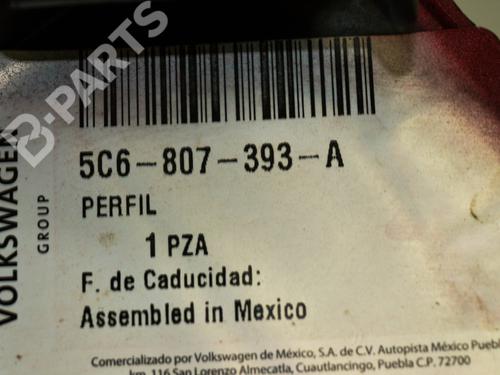 B-PARTS
VOLKSWAGEN
GROUP
5C6-807-393-A
PERFIL
1 PZA
F. de Caducidad:
Assembled in Mexico
Comercializado por Volkswagen de México, S.A. de C.V. Autopista México Puebl
km. 116 San Lorenzo Almecatla, Cuautlancingo, Puebla C.P. 72700